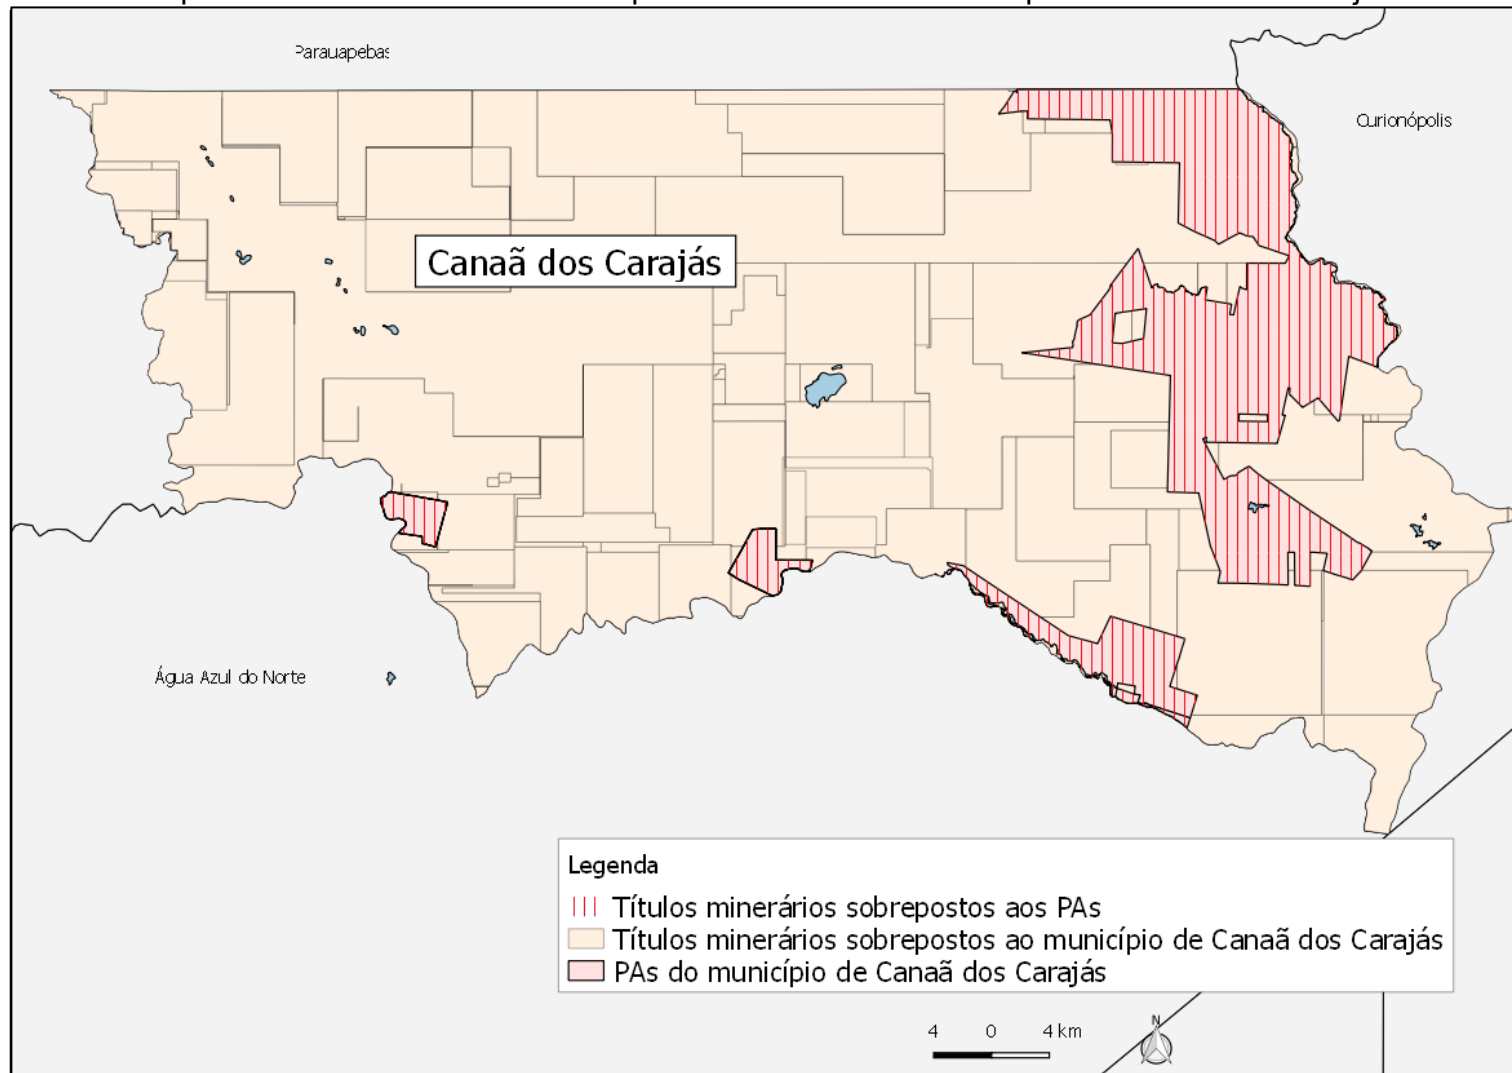 Parauapebas
Curionópolis
Canaã dos Carajás
Água Azul do Norte
Legenda
Títulos minerários sobrepostos aos PAs
Títulos minerários sobrepostos ao município de Canaã dos Carajás
PAs do município de Canaã dos Carajás
4 0 4 km
N